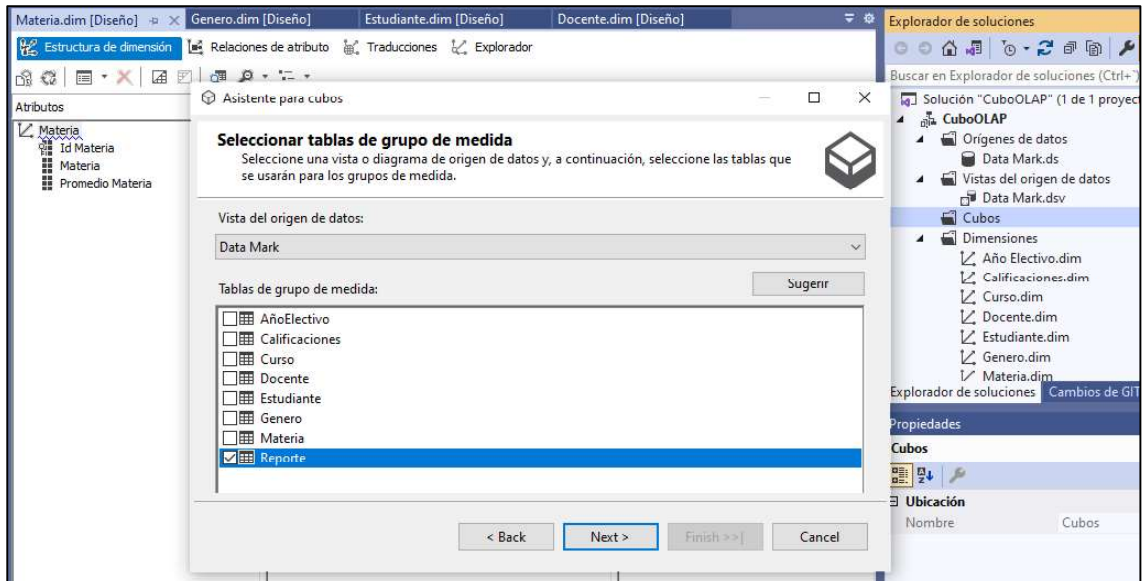 Materia.dim [Diseño]
Genero.dim [Diseño]
Estudiante.dim [Diseño]
Docente.dim [Diseño]
Estructura de dimensión
Relaciones de atributo
Traducciones
Explorador
Atributos
Materia
Id Materia
Materia
Promedio Materia
Asistente para cubos
Seleccionar tablas de grupo de medida
Seleccione una vista o diagrama de origen de datos y, a continuación, seleccione las tablas que
se usarán para los grupos de medida.
Vista del origen de datos:
Data Mark
Tablas de grupo de medida:
Sugerir
AñoElectivo
Calificaciones
Curso
Docente
Estudiante
Genero
Materia
Reporte
< Back
Next >
Finish >>|
Cancel
Explorador de soluciones
Buscar en Explorador de soluciones (Ctrl+
Solución "CuboOLAP" (1 de 1 proyect
CuboOLAP
Orígenes de datos
Data Mark.ds
Vistas del origen de datos
Data Mark.dsv
Cubos
Dimensiones
Año Electivo.dim
Calificaciones.dim
Curso.dim
Docente.dim
Estudiante.dim
Genero.dim
Materia.dim
Explorador de soluciones
Cambios de GIT
Propiedades
Cubos
Ubicación
Nombre
Cubos